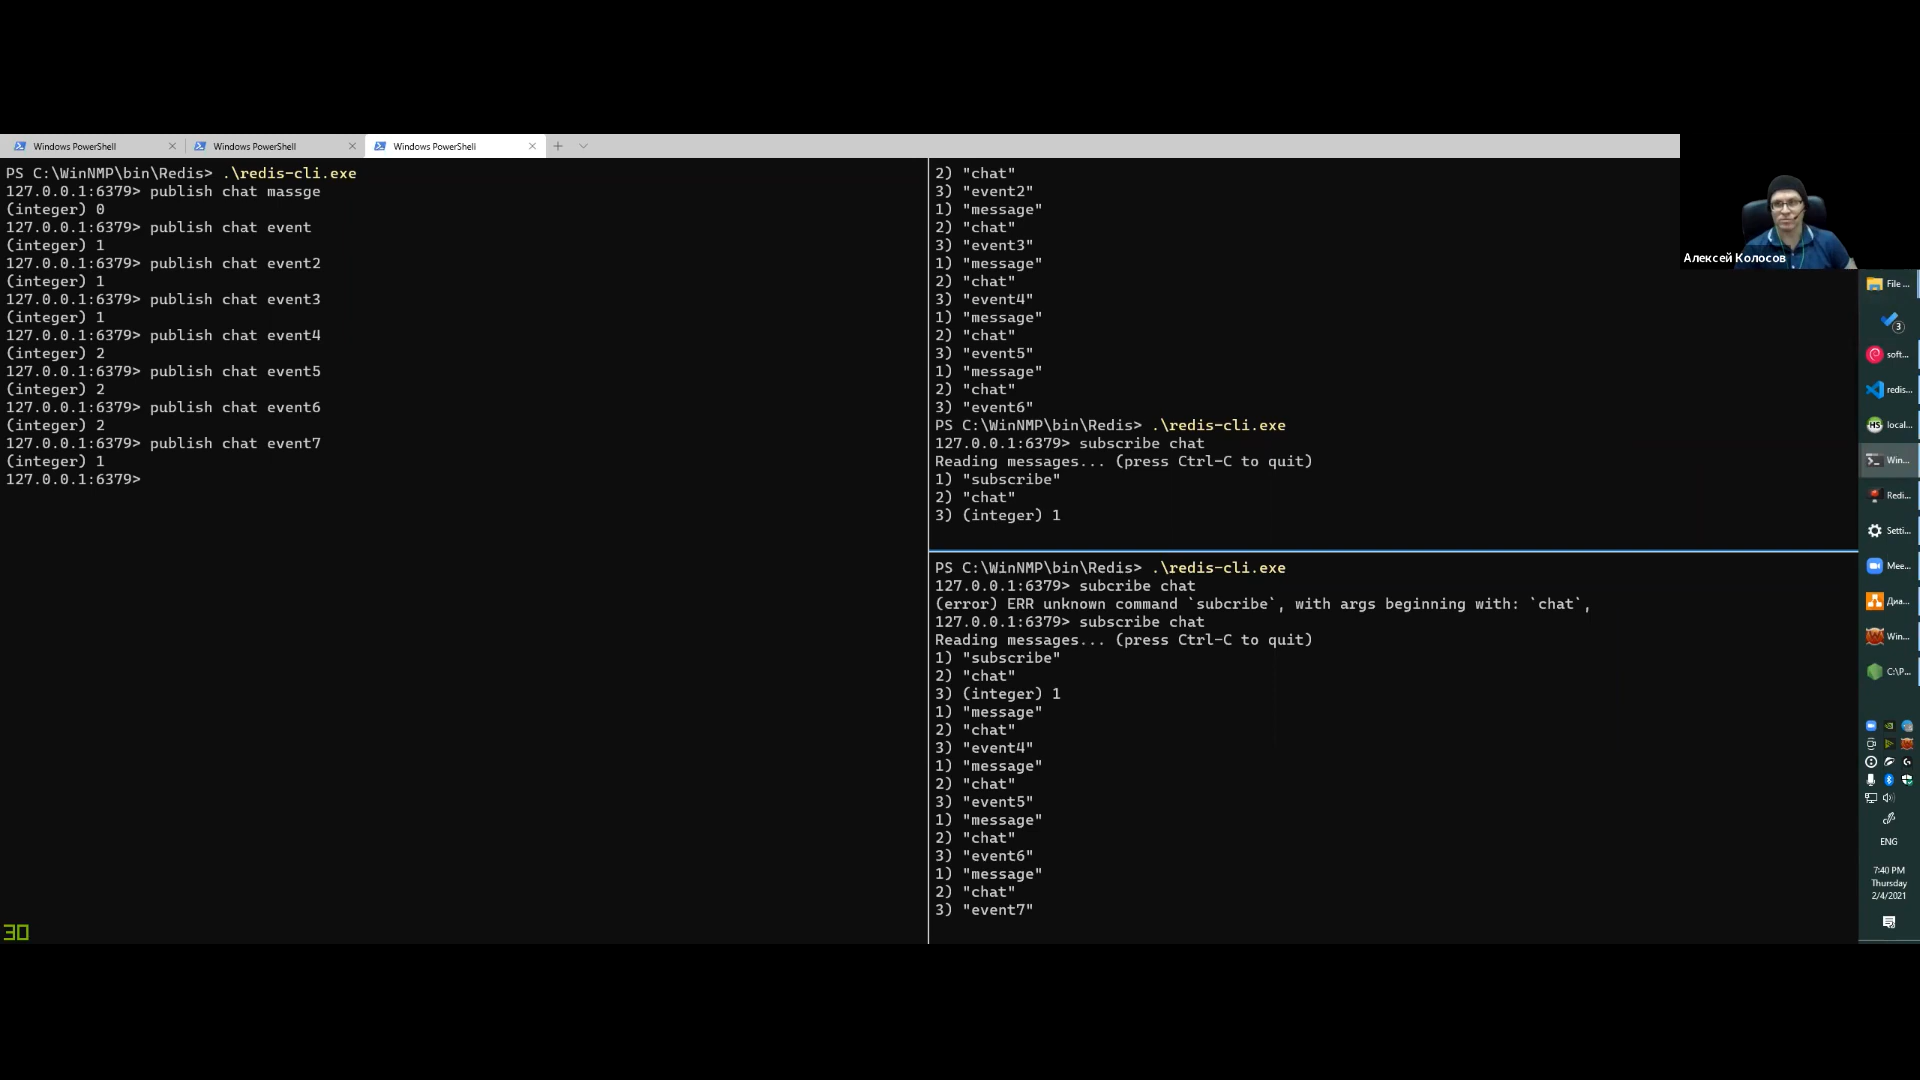 Windows PowerShell
Windows PowerShell
Windows PowerShell
PS C:\WinNMP\bin\Redis> .\redis-cli.exe
127.0.0.1:6379> publish chat massge
(integer) 0
127.0.0.1:6379> publish chat event
(integer) 1
127.0.0.1:6379> publish chat event2
(integer) 1
127.0.0.1:6379> publish chat event3
(integer) 1
127.0.0.1:6379> publish chat event4
(integer) 2
127.0.0.1:6379> publish chat event5
(integer) 2
127.0.0.1:6379> publish chat event6
(integer) 2
127.0.0.1:6379> publish chat event7
(integer) 1
127.0.0.1:6379>
30
2) "chat"
3) "event2"
1) "message"
2) "chat"
3) "event3"
1) "message"
2) "chat"
3) "event4"
1) "message"
2) "chat"
3) "event5"
1) "message"
2) "chat"
3) "event6"
PS C:\WinNMP\bin\Redis> .\redis-cli.exe
127.0.0.1:6379> subscribe chat
Reading messages... (press Ctrl-C to quit)
1) "subscribe"
2) "chat"
3) (integer) 1
PS C:\WinNMP\bin\Redis> .\redis-cli.exe
127.0.0.1:6379> subcribe chat
(error) ERR unknown command `subcribe`, with args beginning with: `chat`,
127.0.0.1:6379> subscribe chat
Reading messages... (press Ctrl-C to quit)
1) "subscribe"
2) "chat"
3) (integer) 1
1) "message"
2) "chat"
3) "event4"
1) "message"
2) "chat"
3) "event5"
1) "message"
2) "chat"
3) "event6"
1) "message"
2) "chat"
3) "event7"
Алексей Колосов
File ...
3
soft...
redis...
HS local...
Win...
Redi...
Setti...
Mee...
Диа...
Win...
C:\P...
ENG
7:40 PM
Thursday
2/4/2021